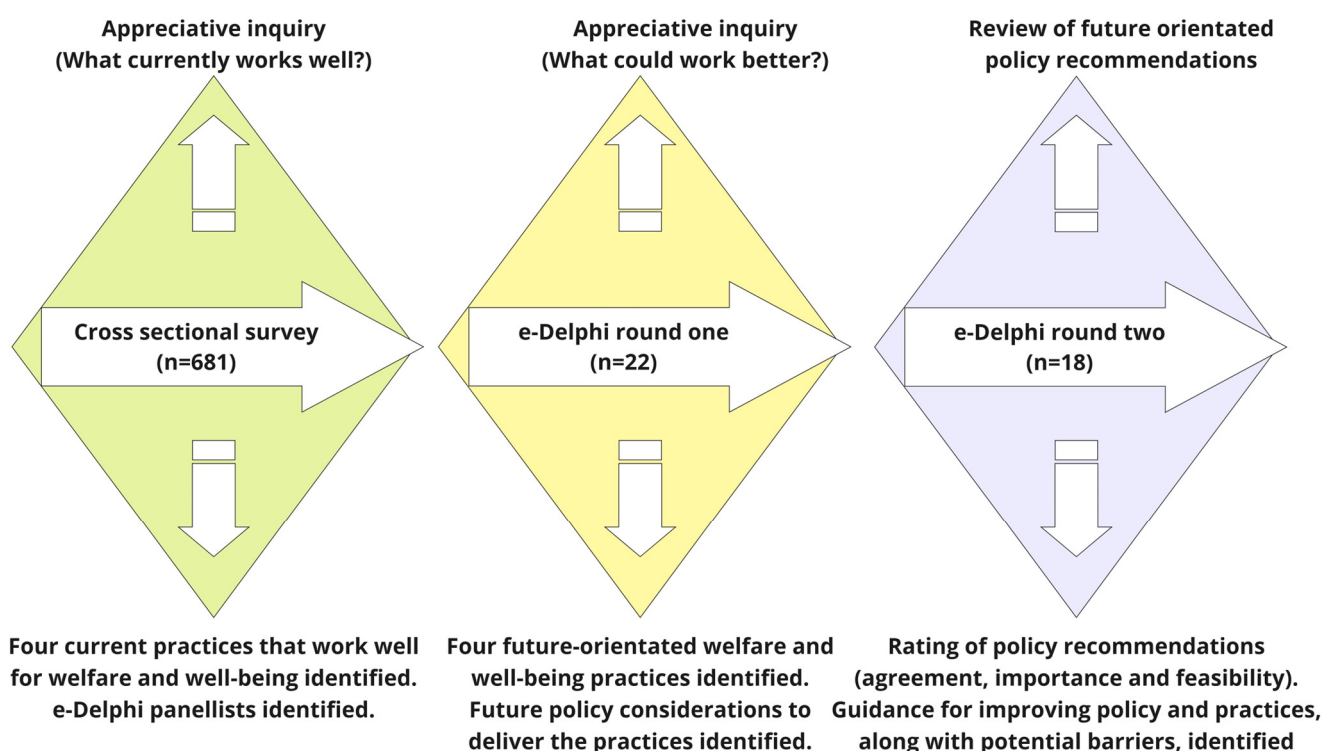 Appreciative inquiry
(What currently works well?)
Appreciative inquiry
(What could work better?)
Review of future orientated
policy recommendations
Cross sectional survey
(n=681)
e-Delphi round one
(n=22)
e-Delphi round two
(n=18)
Four current practices that work well
for welfare and well-being identified.
e-Delphi panellists identified.
Four future-orientated welfare and
well-being practices identified.
Future policy considerations to
deliver the practices identified.
Rating of policy recommendations
(agreement, importance and feasibility).
Guidance for improving policy and practices,
along with potential barriers, identified